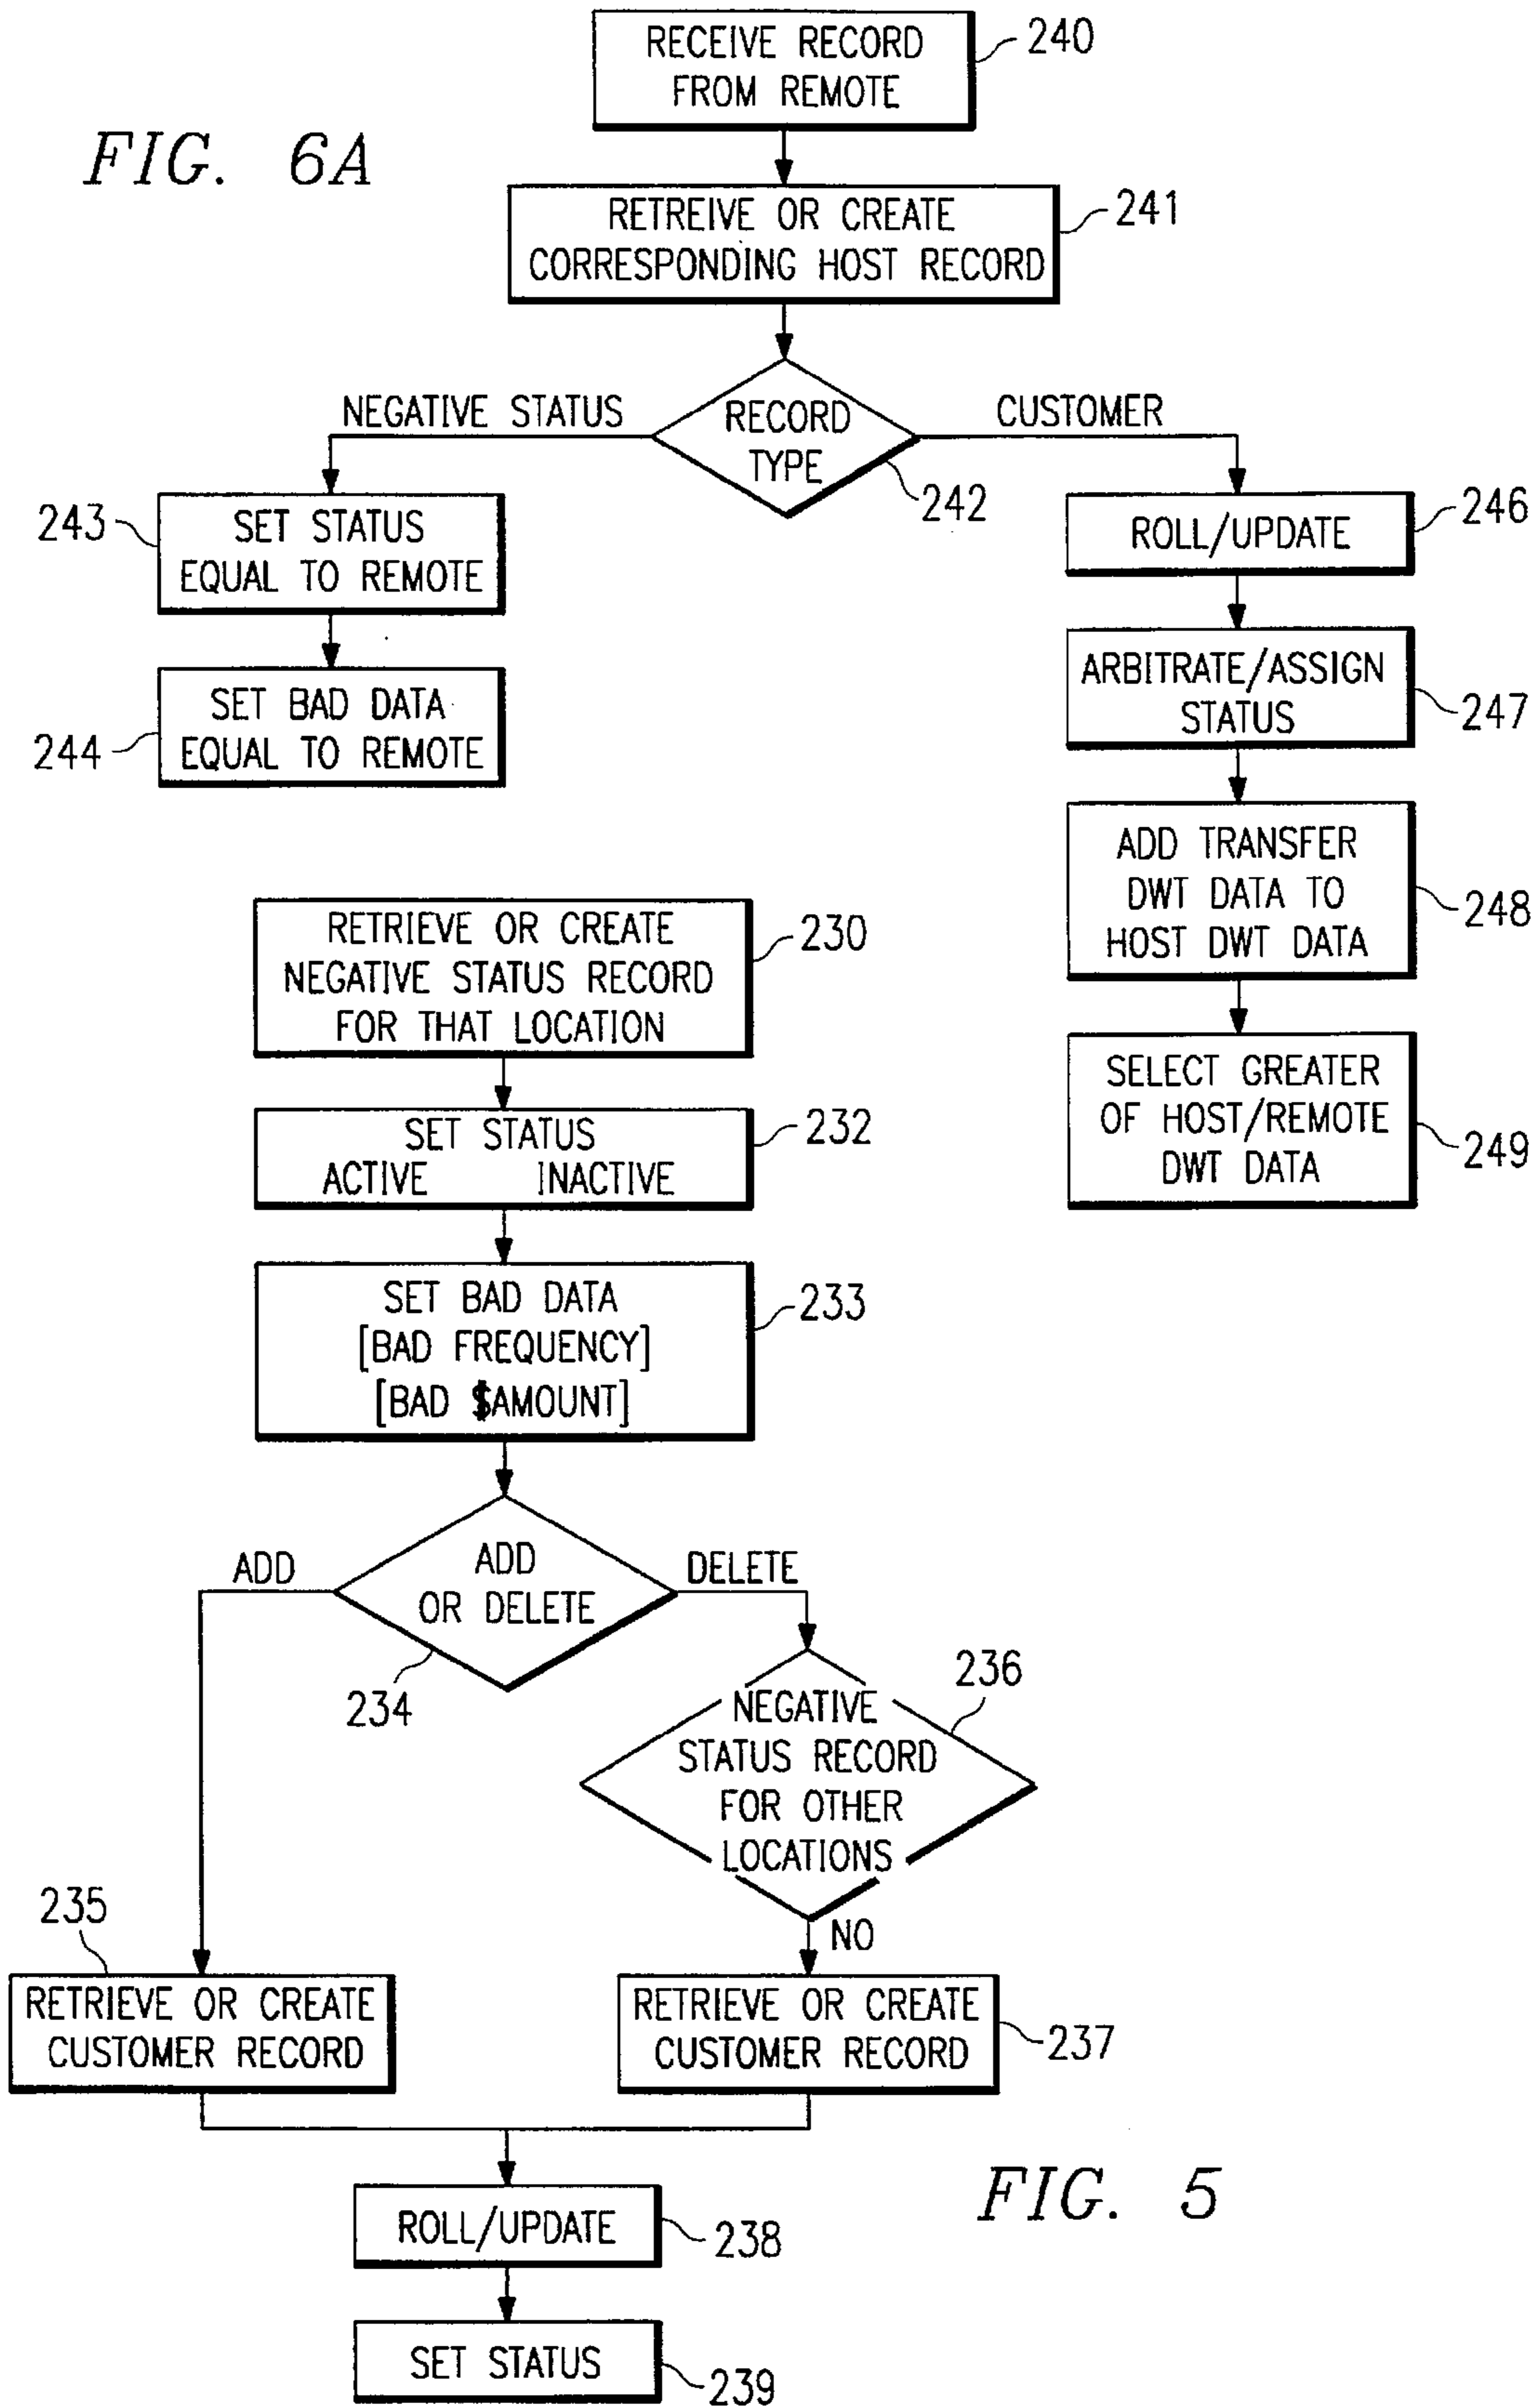 RECEIVE RECORD
FROM REMOTE
240
FIG. 6A
RETREIVE OR CREATE
CORRESPONDING HOST RECORD
241
NEGATIVE STATUS
RECORD
TYPE
CUSTOMER
242
243
SET STATUS
EQUAL TO REMOTE
ROLL/UPDATE
246
244
SET BAD DATA
EQUAL TO REMOTE
ARBITRATE/ASSIGN
STATUS
247
ADD TRANSFER
DWT DATA TO
HOST DWT DATA
248
SELECT GREATER
OF HOST/REMOTE
DWT DATA
249
RETRIEVE OR CREATE
NEGATIVE STATUS RECORD
FOR THAT LOCATION
230
SET STATUS
ACTIVE INACTIVE
232
SET BAD DATA
[BAD FREQUENCY]
[BAD $AMOUNT]
233
ADD
ADD
OR DELETE
DELETE
234
236
NEGATIVE
STATUS RECORD
FOR OTHER
LOCATIONS
NO
235
RETRIEVE OR CREATE
CUSTOMER RECORD
RETRIEVE OR CREATE
CUSTOMER RECORD
237
ROLL/UPDATE
238
FIG. 5
SET STATUS
239